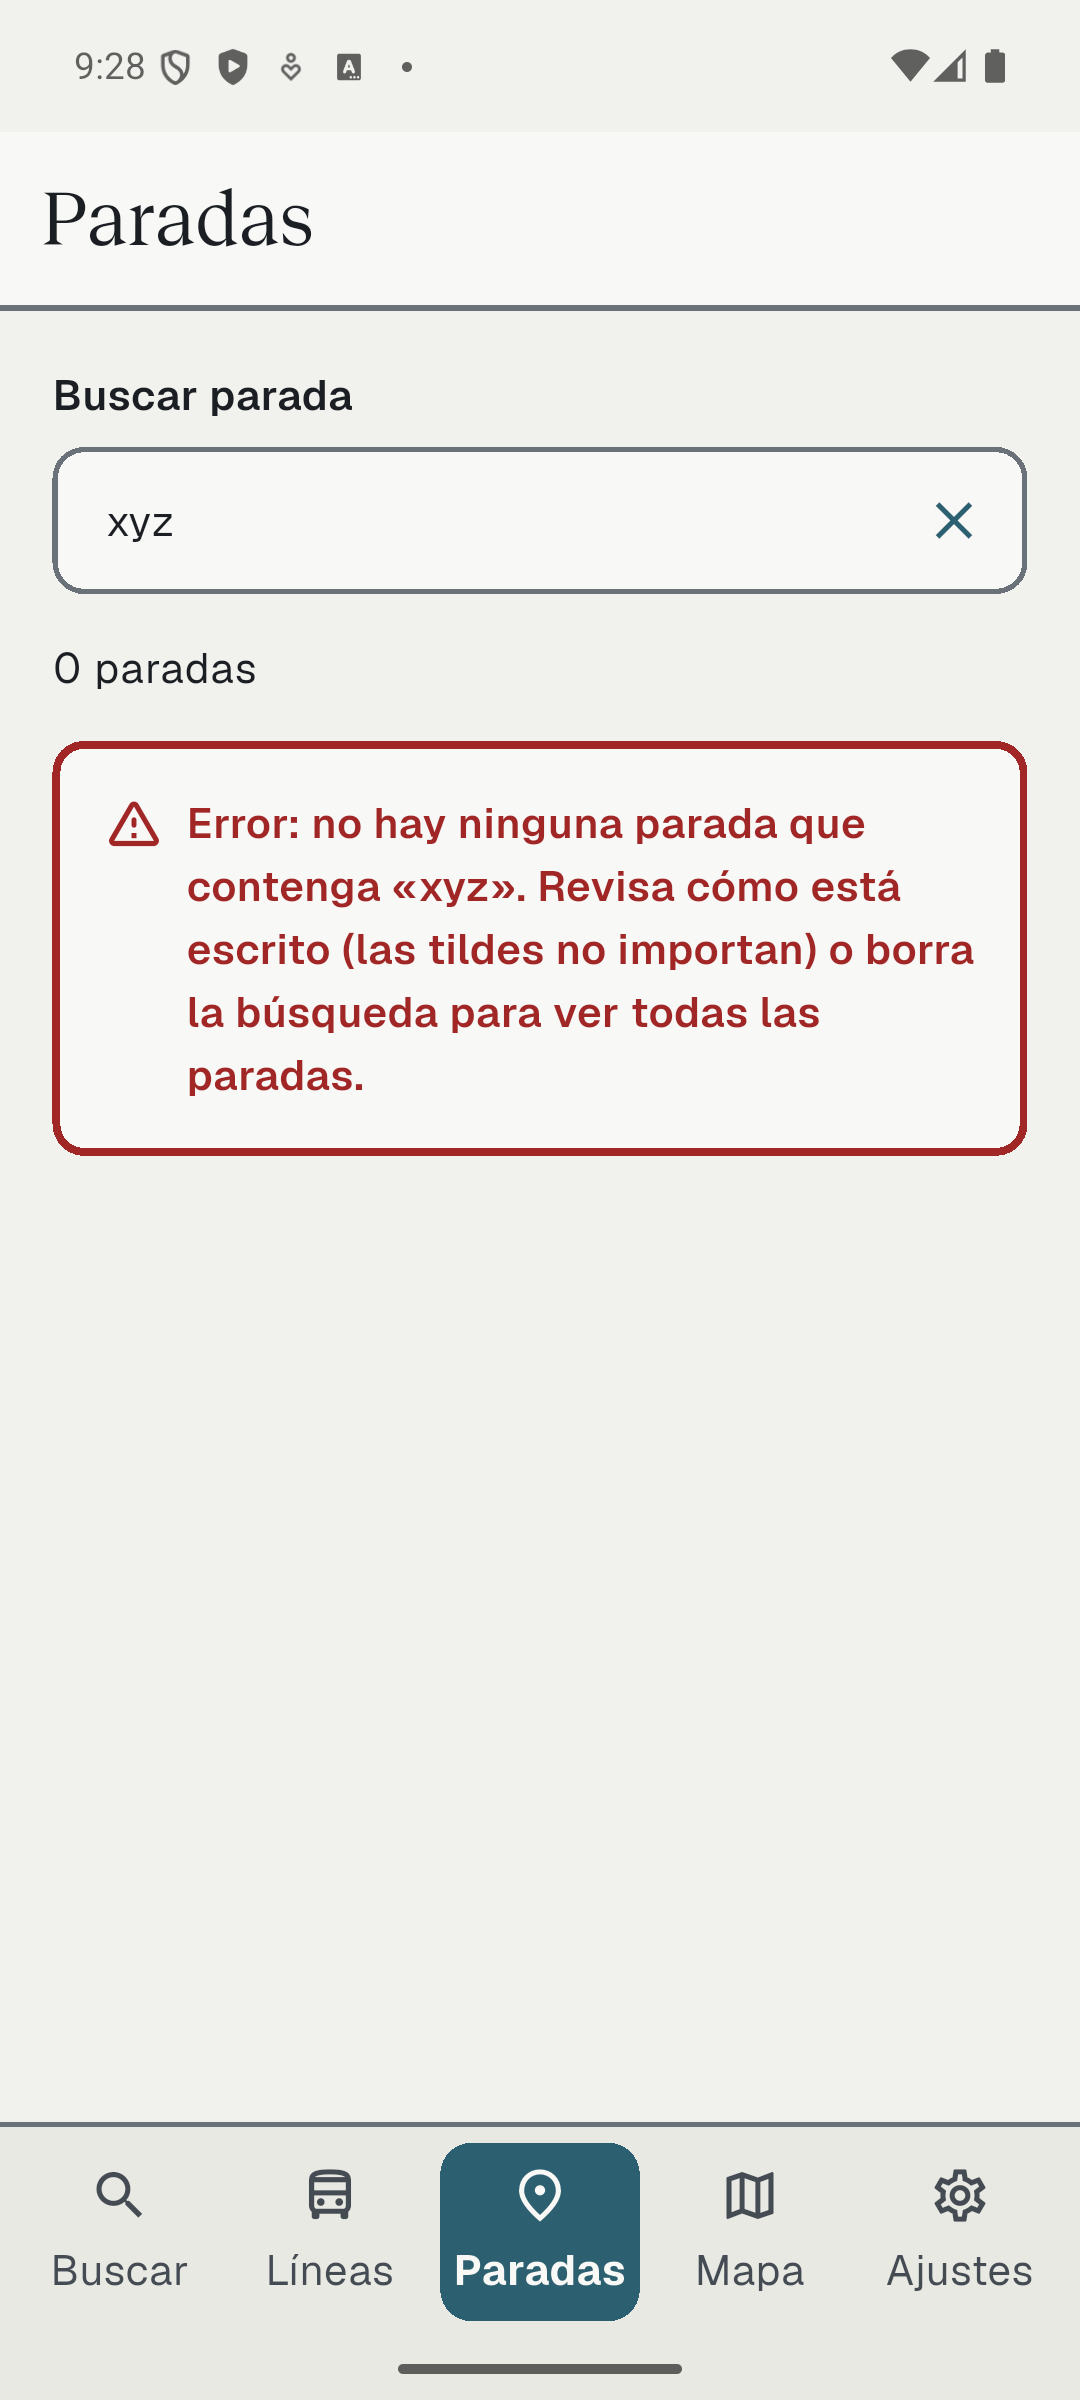 9:28
Paradas
Buscar parada
xyz
0 paradas
Error: no hay ninguna parada que
contenga «xyz». Revisa cómo está
escrito (las tildes no importan) o borra
la búsqueda para ver todas las
paradas.
Buscar
Líneas
Paradas
Mapa
Ajustes